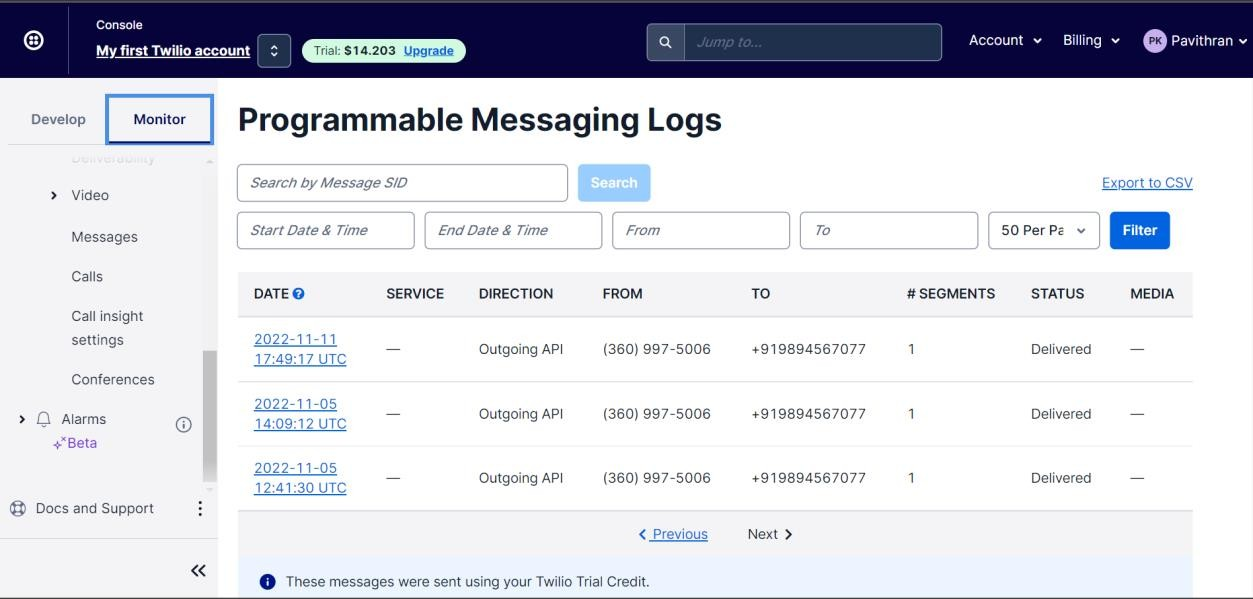 Console
My first Twilio account
Trial: $14.203 Upgrade
Jump to...
Account
Billing
PK Pavithran
Develop
Monitor
Deliverability
Video
Messages
Calls
Call insight
settings
Conferences
Alarms
Beta
Docs and Support
Programmable Messaging Logs
Search by Message SID
Search
Export to CSV
Start Date & Time
End Date & Time
From
To
50 Per Pa
Filter
DATE SERVICE DIRECTION FROM TO # SEGMENTS STATUS MEDIA
2022-11-11
17:49:17 UTC — Outgoing API (360) 997-5006 +919894567077 1 Delivered —
2022-11-05
14:09:12 UTC — Outgoing API (360) 997-5006 +919894567077 1 Delivered —
2022-11-05
12:41:30 UTC — Outgoing API (360) 997-5006 +919894567077 1 Delivered —
Previous Next
These messages were sent using your Twilio Trial Credit.